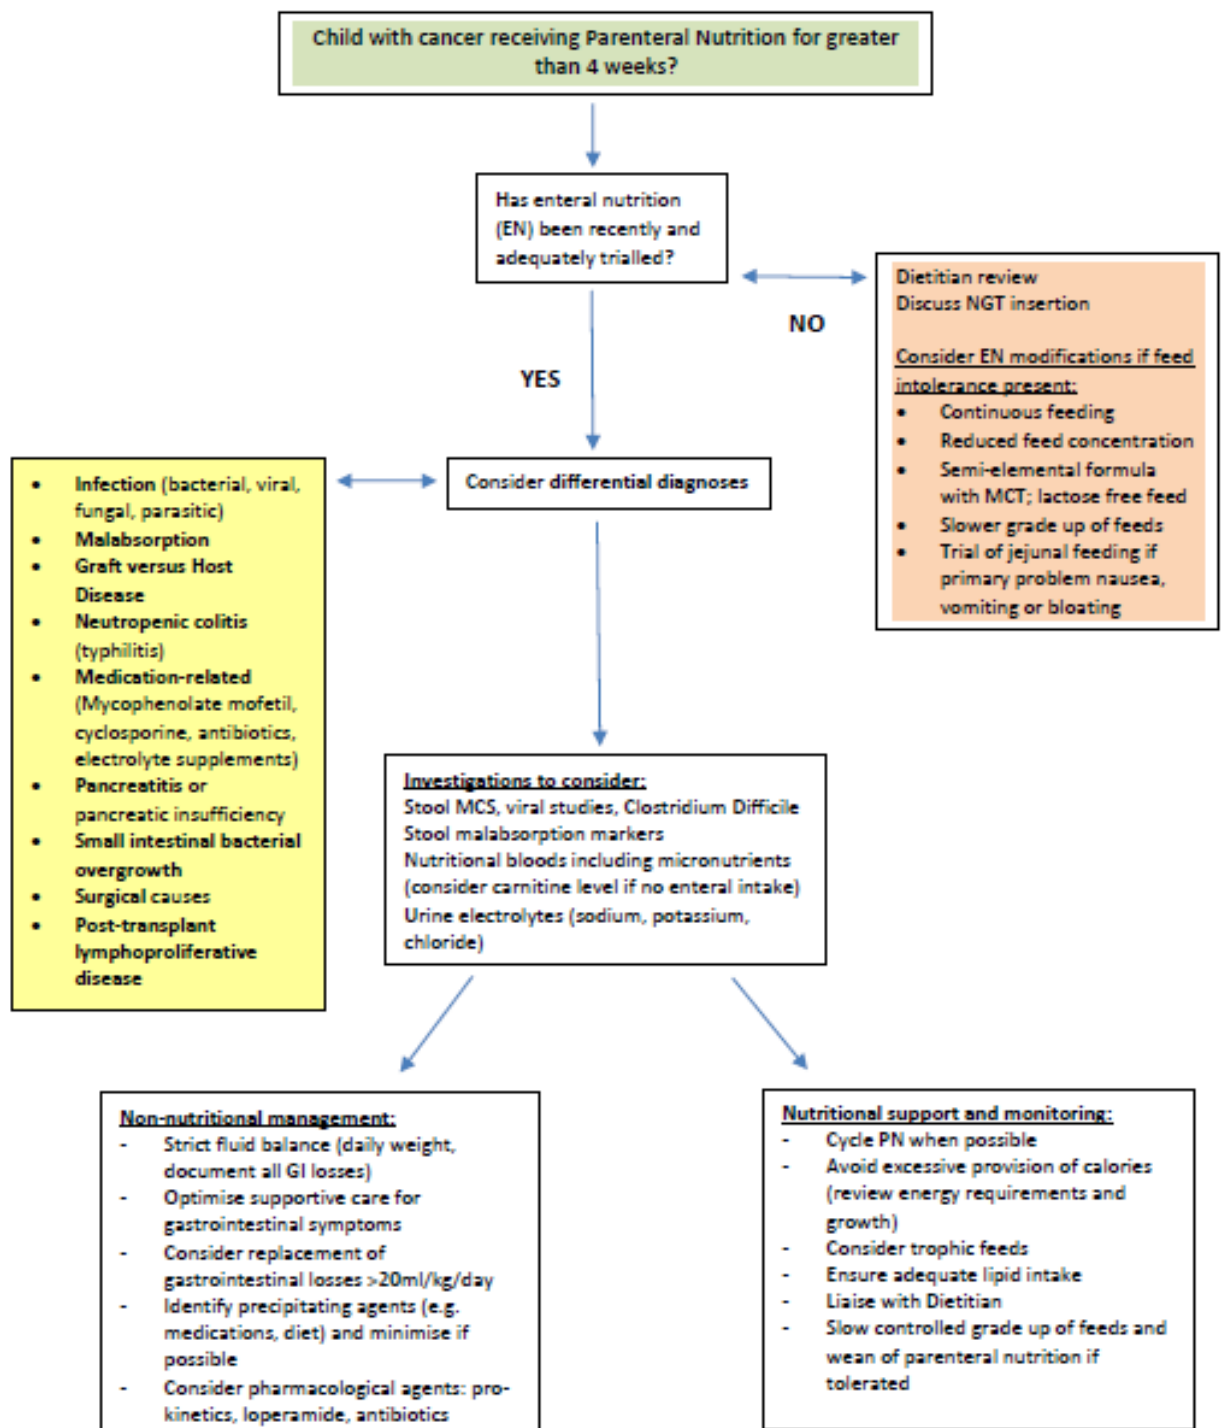 Child with cancer receiving Parenteral Nutrition for greater
than 4 weeks?
Has enteral nutrition
(EN) been recently and
adequately trialled?
NO
YES
Dietitian review
Discuss NGT insertion
Consider EN modifications if feed
intolerance present:
• Continuous feeding
• Reduced feed concentration
• Semi-elemental formula
with MCT; lactose free feed
• Slower grade up of feeds
• Trial of jejunal feeding if
primary problem nausea,
vomiting or bloating
Consider differential diagnoses
• Infection (bacterial, viral,
fungal, parasitic)
• Malabsorption
• Graft versus Host
Disease
• Neutropenic colitis
(typhilitis)
• Medication-related
(Mycophenolate mofetil,
cyclosporine, antibiotics,
electrolyte supplements)
• Pancreatitis or
pancreatic insufficiency
• Small intestinal bacterial
overgrowth
• Surgical causes
• Post-transplant
lymphoproliferative
disease
Investigations to consider:
Stool MCS, viral studies, Clostridium Difficile
Stool malabsorption markers
Nutritional bloods including micronutrients
(consider carnitine level if no enteral intake)
Urine electrolytes (sodium, potassium,
chloride)
Non-nutritional management:
- Strict fluid balance (daily weight,
document all GI losses)
- Optimise supportive care for
gastrointestinal symptoms
- Consider replacement of
gastrointestinal losses >20ml/kg/day
- Identify precipitating agents (e.g.
medications, diet) and minimise if
possible
- Consider pharmacological agents: pro-
kinetics, loperamide, antibiotics
Nutritional support and monitoring:
- Cycle PN when possible
- Avoid excessive provision of calories
(review energy requirements and
growth)
- Consider trophic feeds
- Ensure adequate lipid intake
- Liaise with Dietitian
- Slow controlled grade up of feeds and
wean of parenteral nutrition if
tolerated